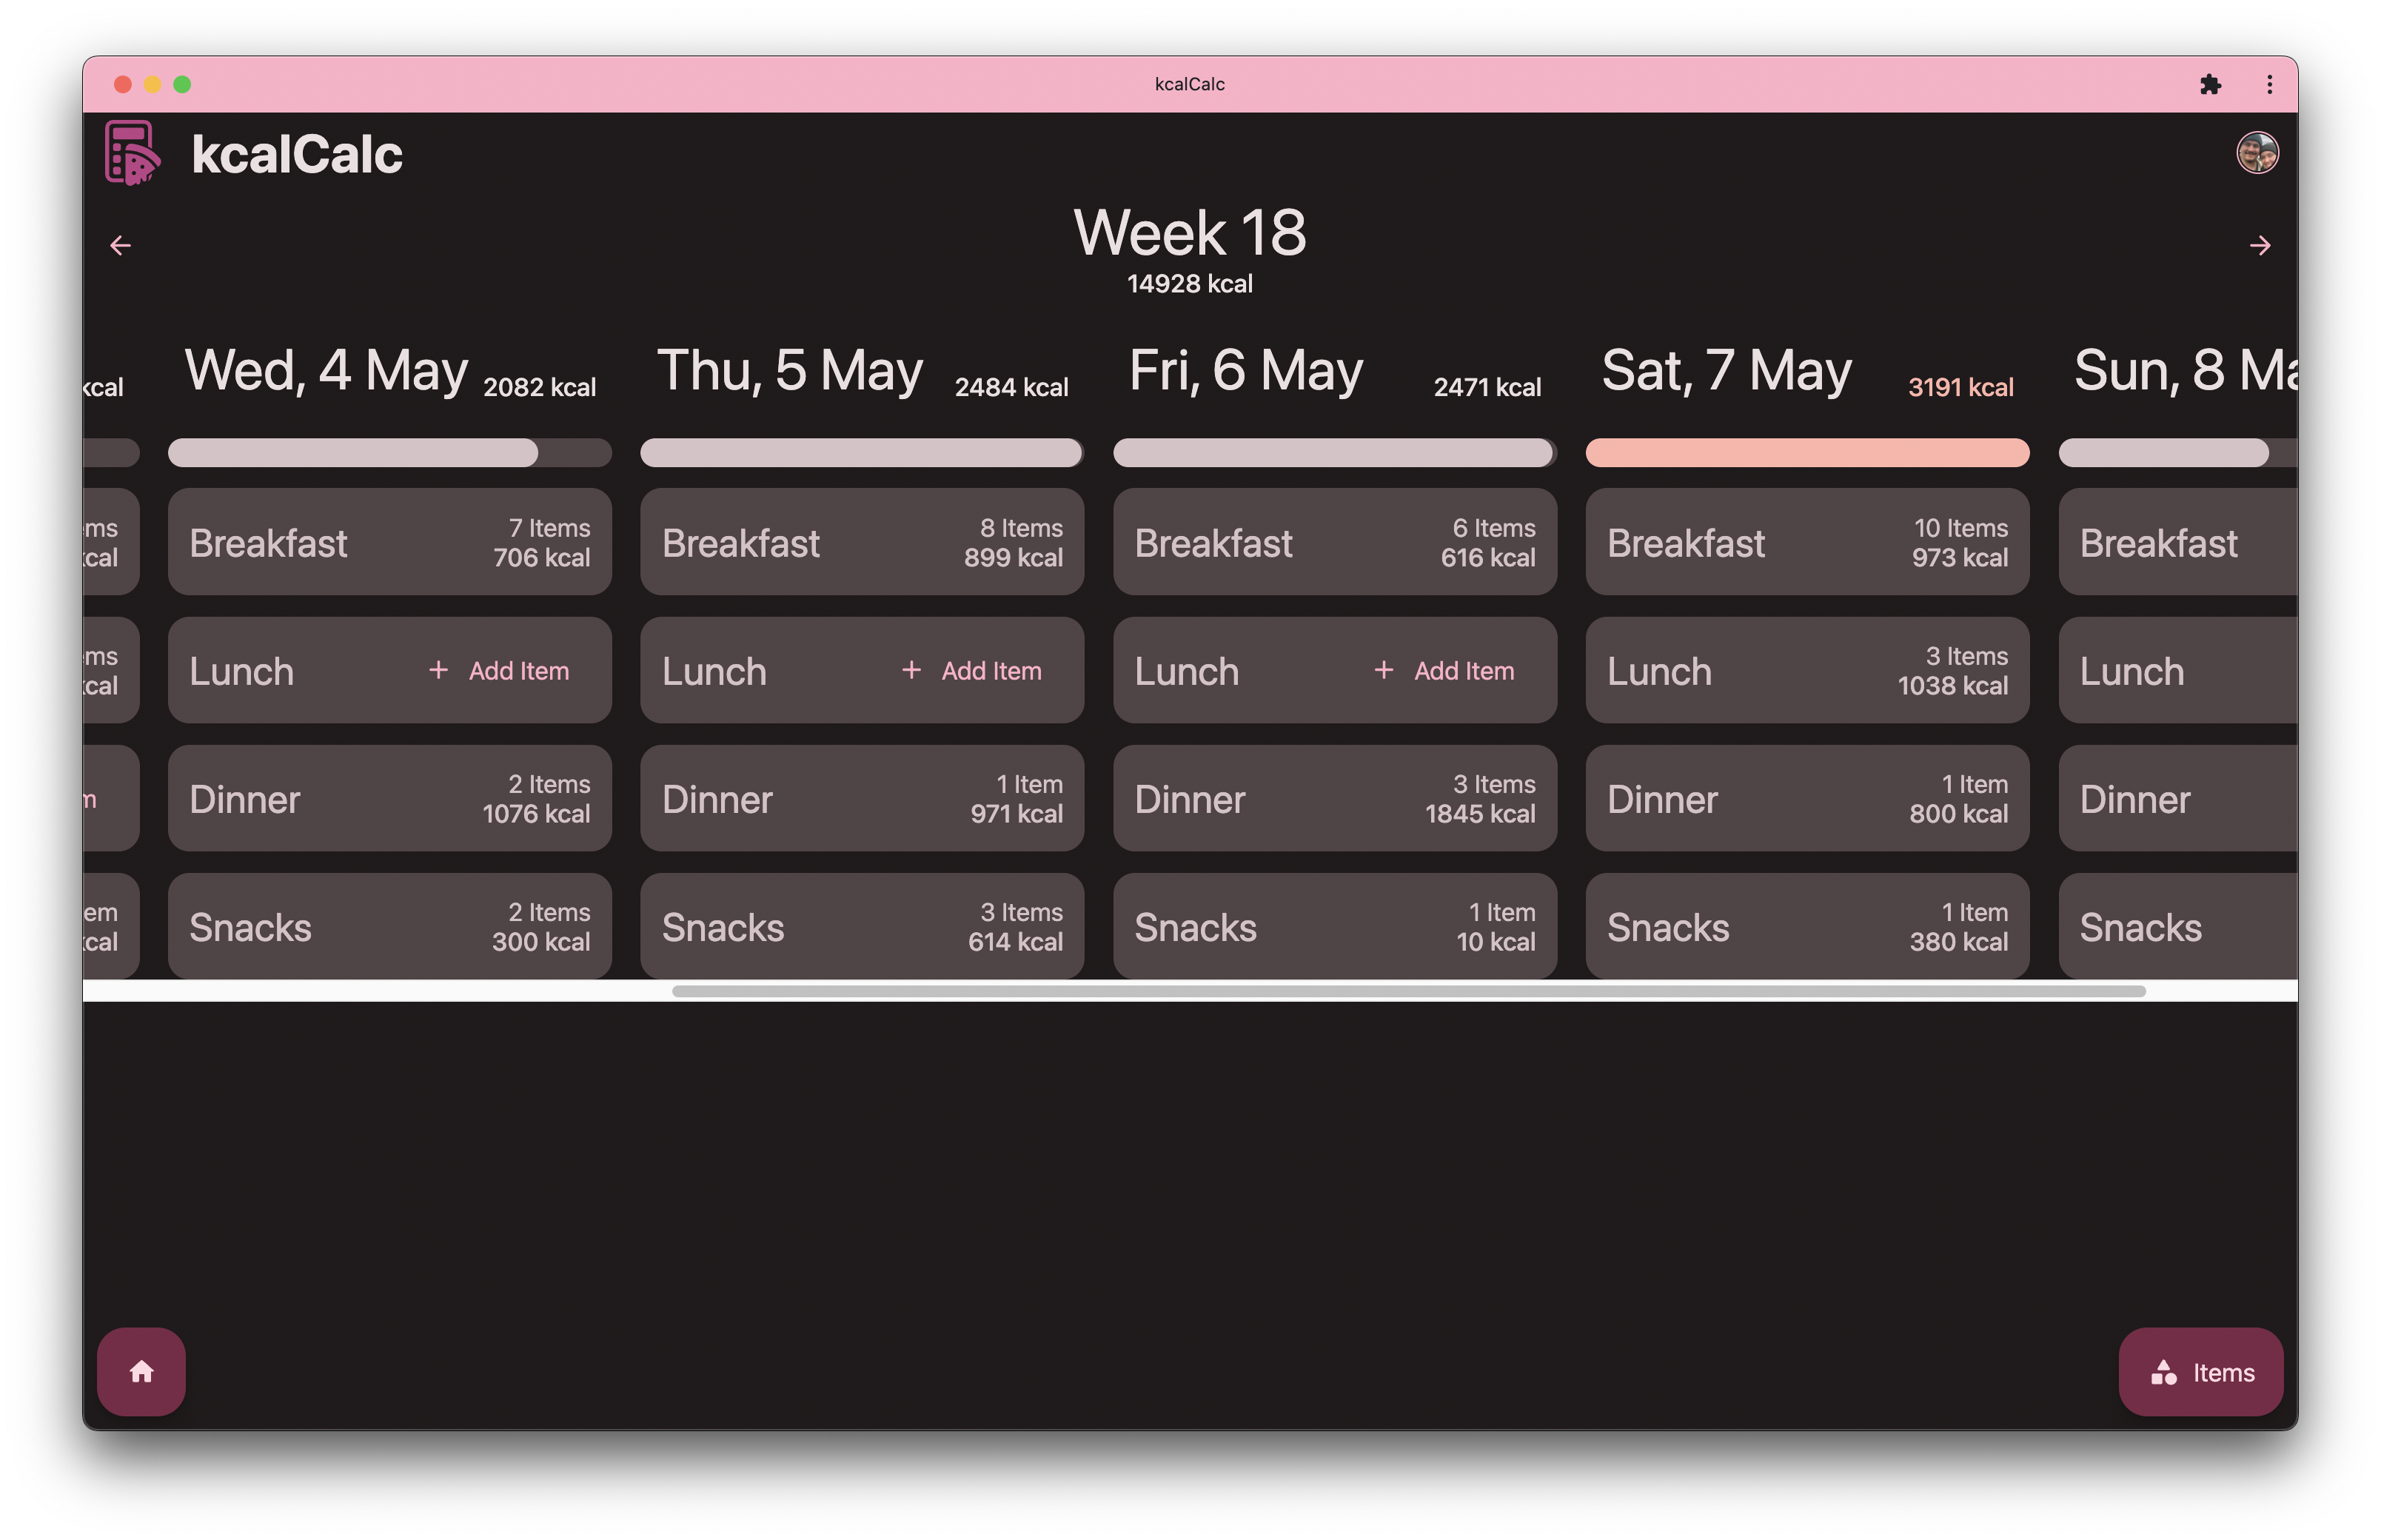 kcalCalc
kcalCalc
Week 18
14928 kcal
kcal
Wed, 4 May 2082 kcal
Thu, 5 May 2484 kcal
Fri, 6 May 2471 kcal
Sat, 7 May 3191 kcal
Sun, 8 Ma
ms
kcal
Breakfast
7 Items
706 kcal
Breakfast
8 Items
899 kcal
Breakfast
6 Items
616 kcal
Breakfast
10 Items
973 kcal
Breakfast
ms
kcal
Lunch
+ Add Item
Lunch
+ Add Item
Lunch
+ Add Item
Lunch
3 Items
1038 kcal
Lunch
m
Dinner
2 Items
1076 kcal
Dinner
1 Item
971 kcal
Dinner
3 Items
1845 kcal
Dinner
1 Item
800 kcal
Dinner
em
kcal
Snacks
2 Items
300 kcal
Snacks
3 Items
614 kcal
Snacks
1 Item
10 kcal
Snacks
1 Item
380 kcal
Snacks
Items